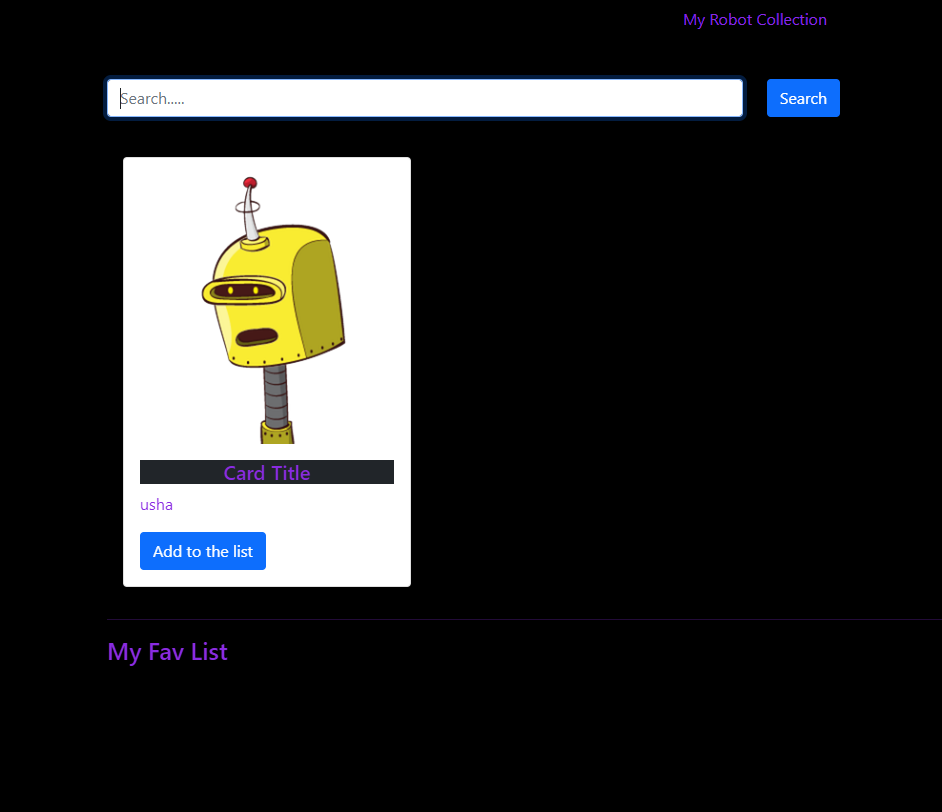 My Robot Collection
Search.....
Search
Card Title
usha
Add to the list
My Fav List